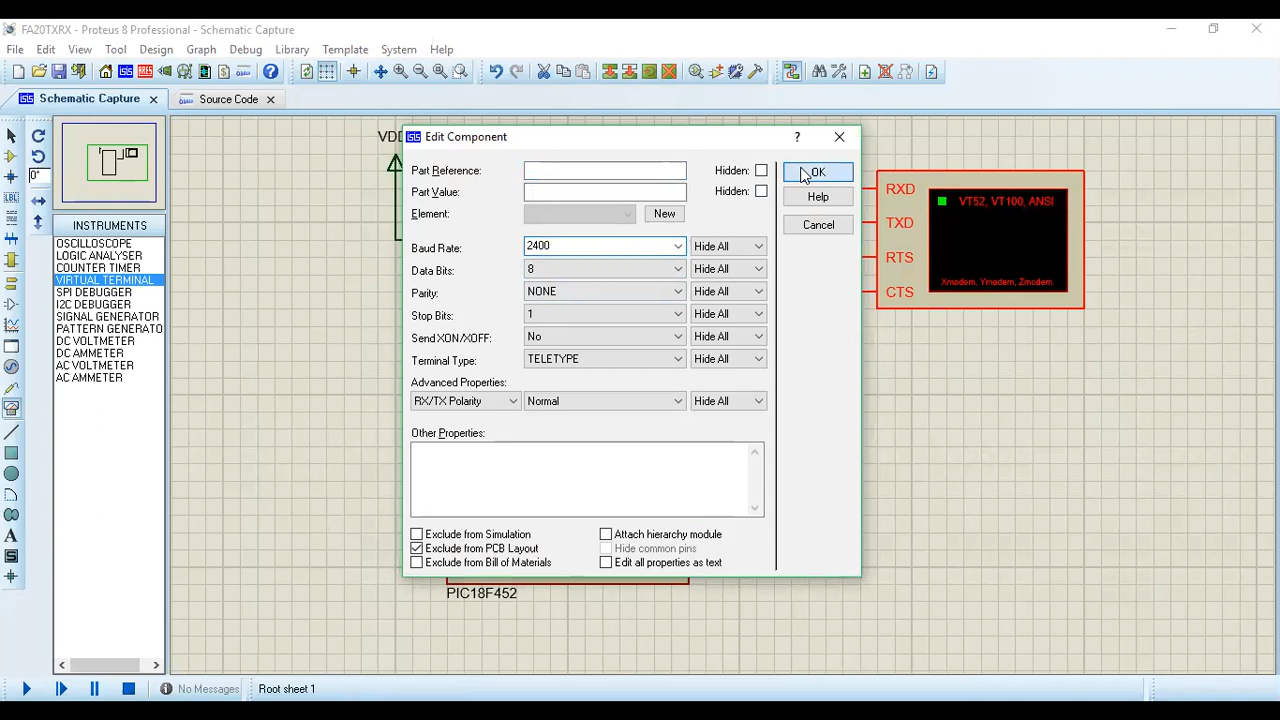 FA20TXRX - Proteus 8 Professional - Schematic Capture
File Edit View Tool Design Graph Debug Library Template System Help
Schematic Capture
Source Code
0°
LBL
INSTRUMENTS
OSCILLOSCOPE
LOGIC ANALYSER
COUNTER TIMER
VIRTUAL TERMINAL
SPI DEBUGGER
I2C DEBUGGER
SIGNAL GENERATOR
PATTERN GENERATO
DC VOLTMETER
DC AMMETER
AC VOLTMETER
AC AMMETER
VDD
Edit Component
Part Reference: Hidden:
Part Value: Hidden:
Element: New
Baud Rate: 2400 Hide All
Data Bits: 8 Hide All
Parity: NONE Hide All
Stop Bits: 1 Hide All
Send XON/XOFF: No Hide All
Terminal Type: TELETYPE Hide All
Advanced Properties:
RX/TX Polarity Normal Hide All
Other Properties:
Exclude from Simulation Attach hierarchy module
Exclude from PCB Layout Hide common pins
Exclude from Bill of Materials Edit all properties as text
OK
Help
Cancel
RXD
TXD
RTS
CTS
VT52, VT100, ANSI
Xmodem, Ymodem, Zmodem
PIC18F452
No Messages Root sheet 1